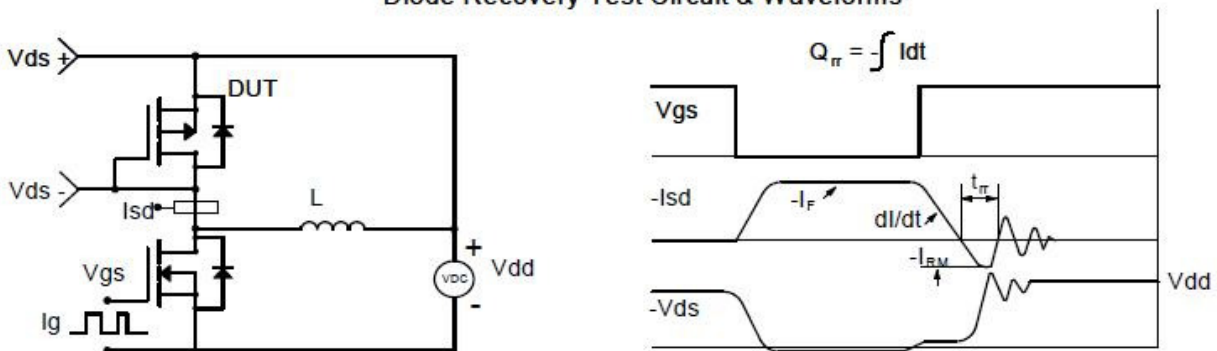 Diode Recovery Test Circuit & Waveforms
Vds +
DUT
Vds -
Isd
L
Vgs
Ig
+
VDC
Vdd
-
Qrr = -∫ Idt
Vgs
-Isd
-IF
dI/dt
trr
-IRM
Vdd
-Vds